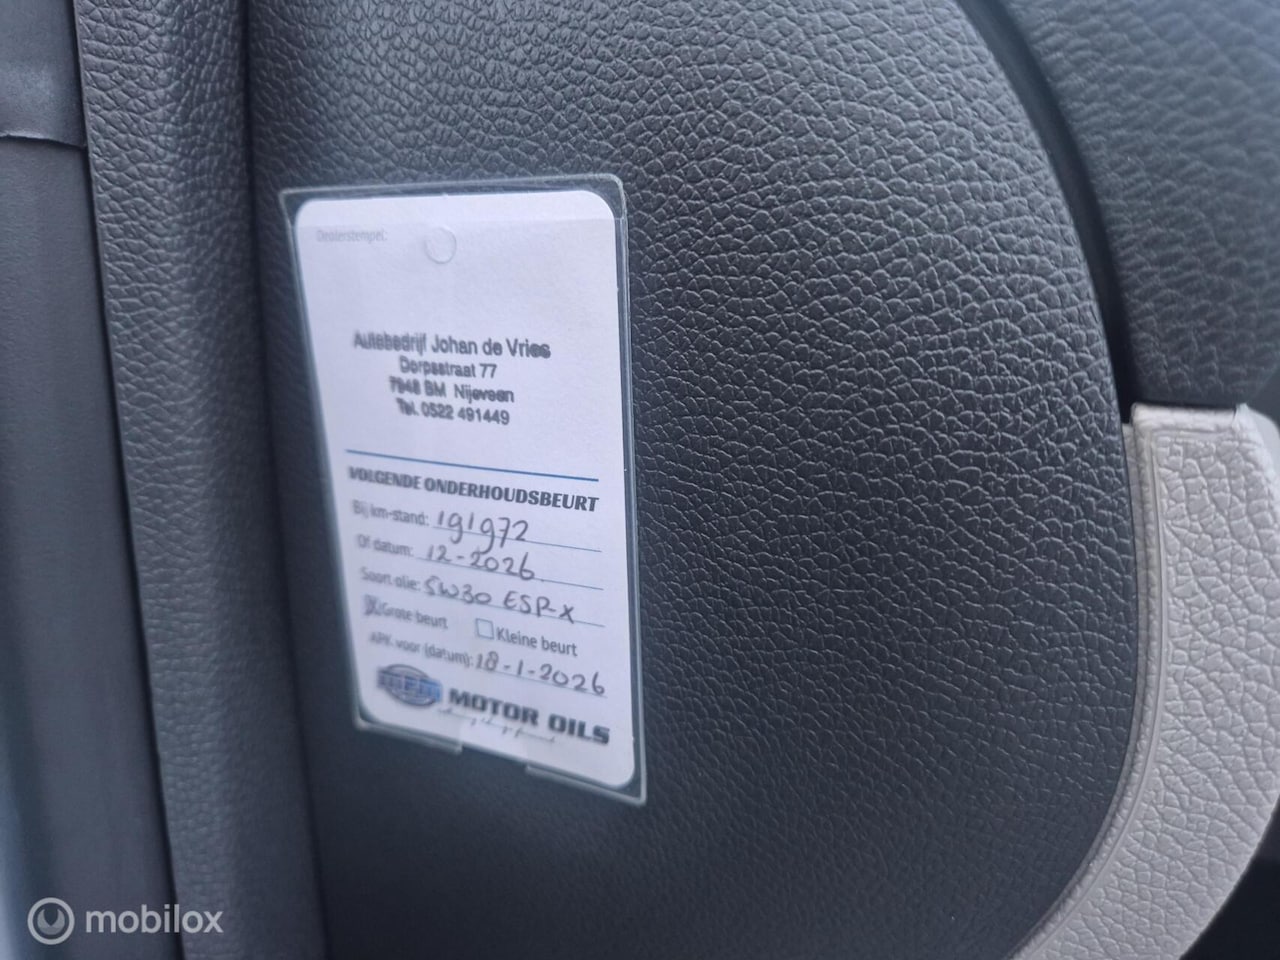 Dealerstempel:
Autobedrijf Johan de Vries
Dorpsstraat 77
7948 BM Nijeveen
Tel. 0522 491449
VOLGENDE ONDERHOUDSBEURT
Bij km-stand: 191972
Of datum: 12-2026
Soort olie: 5W30 ESP-X
X Grote beurt Kleine beurt
APK voor (datum): 18-1-2026
MPM MOTOR OILS
mobilox